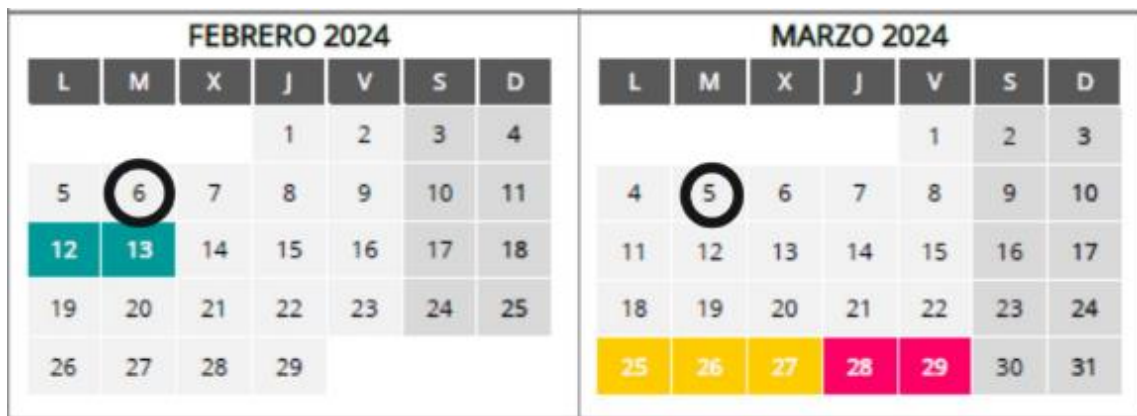 FEBRERO 2024
L M X J V S D
1 2 3 4
5 6 7 8 9 10 11
12 13 14 15 16 17 18
19 20 21 22 23 24 25
26 27 28 29
MARZO 2024
L M X J V S D
1 2 3
4 5 6 7 8 9 10
11 12 13 14 15 16 17
18 19 20 21 22 23 24
25 26 27 28 29 30 31